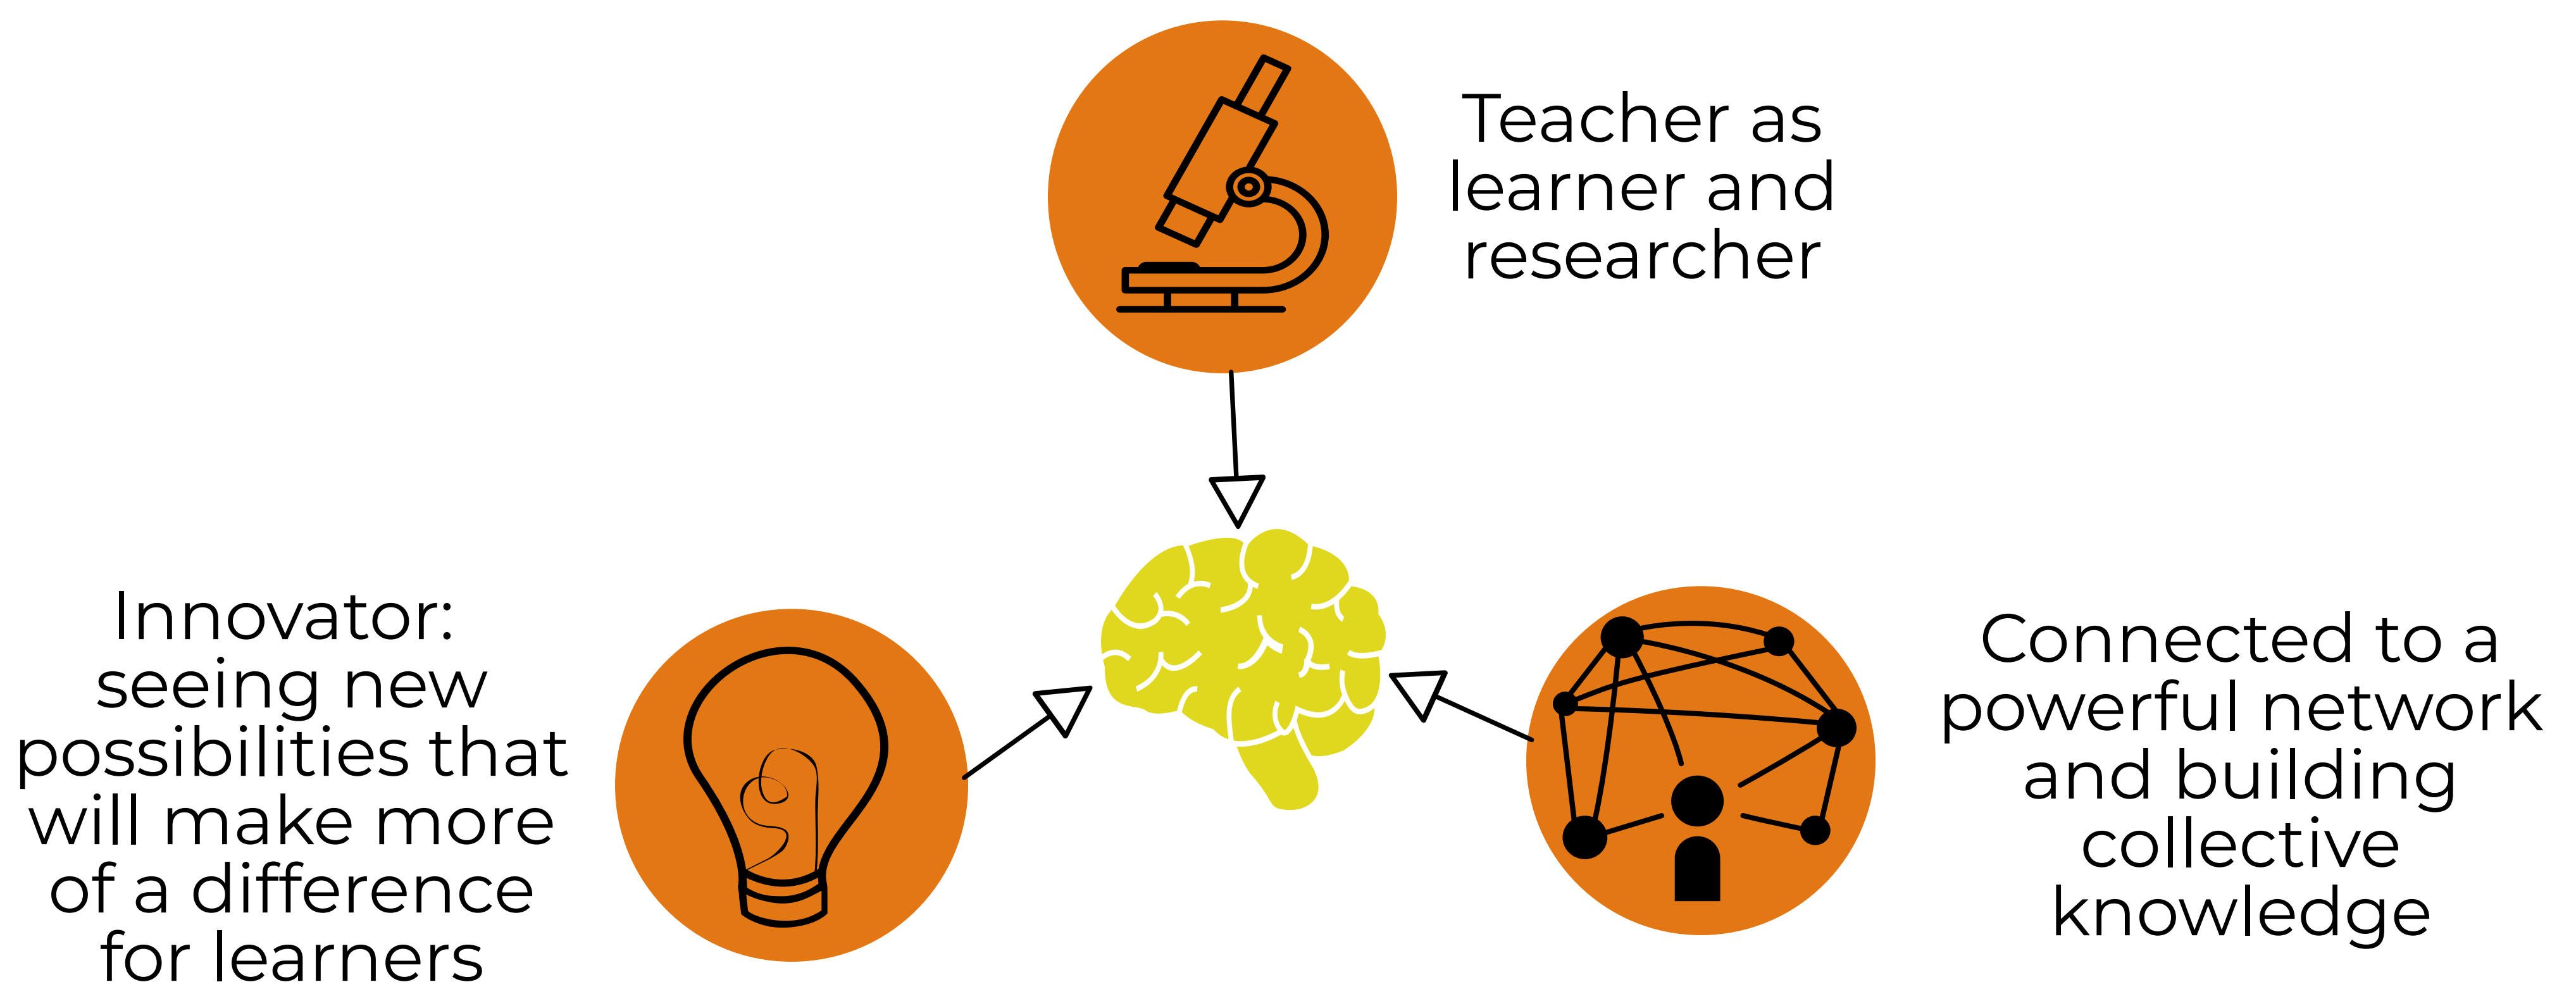 Teacher as
learner and
researcher
Innovator:
seeing new
possibilities that
will make more
of a difference
for learners
Connected to a
powerful network
and building
collective
knowledge